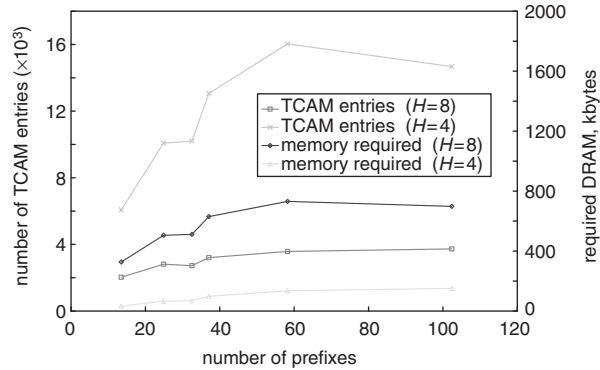 number of TCAM entries (×10³)
16
12
8
4
0
2000
1600
1200
800
400
0
required DRAM, kbytes
TCAM entries (H=8)
TCAM entries (H=4)
memory required (H=8)
memory required (H=4)
0 20 40 60 80 100 120
number of prefixes